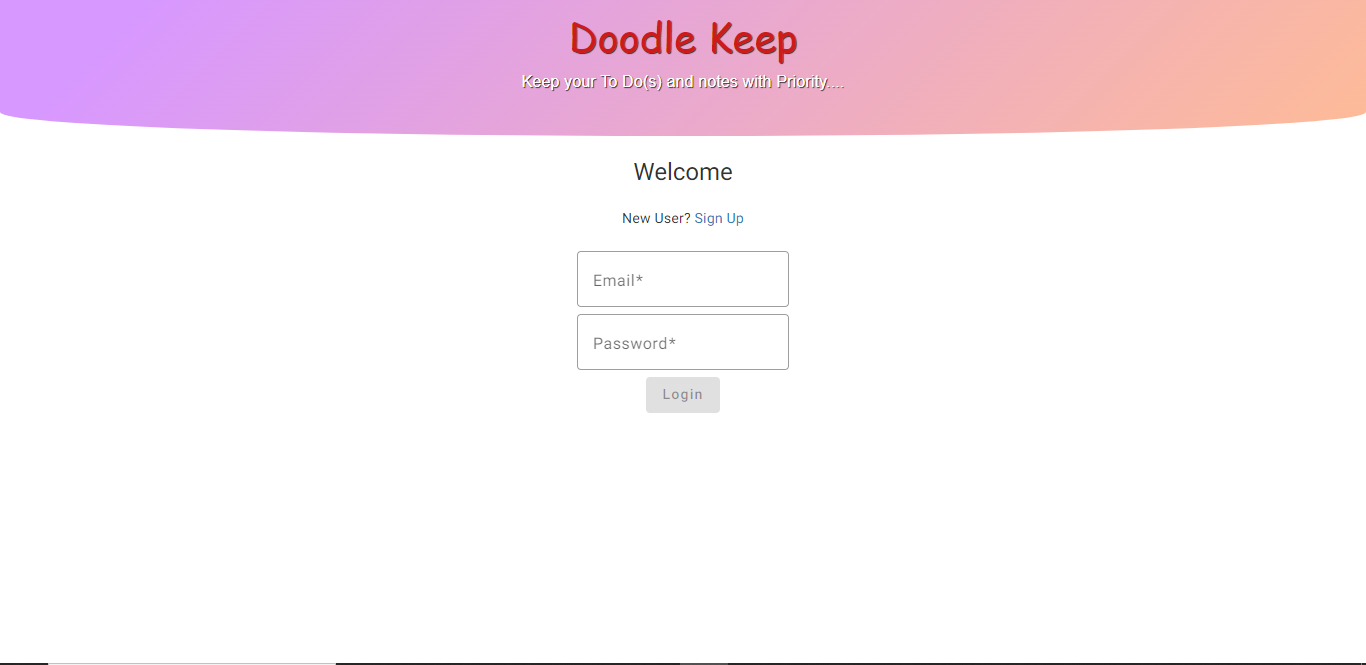 Doodle Keep
Keep your To Do(s) and notes with Priority....
Welcome
New User? Sign Up
Email*
Password*
Login